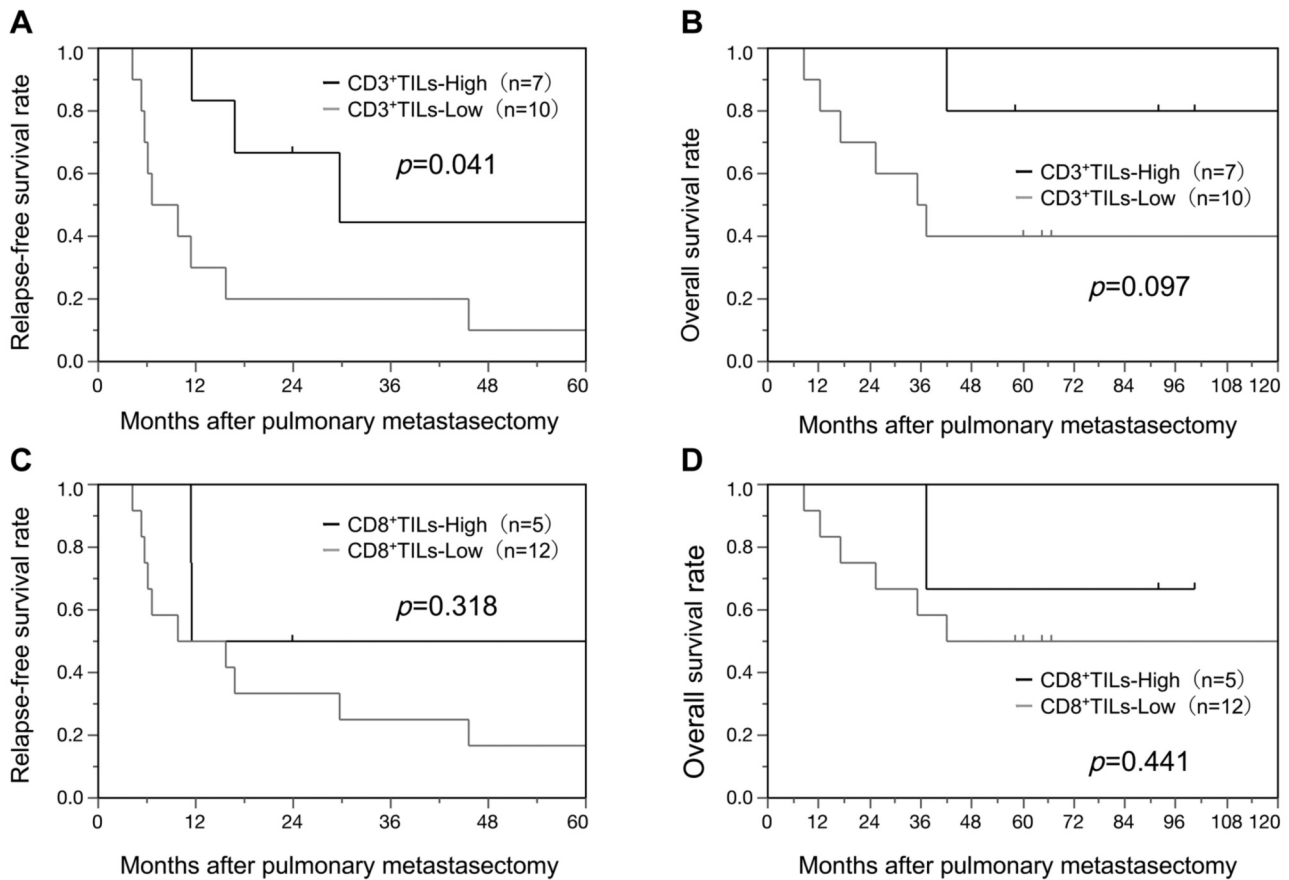 A
Relapse-free survival rate
1.0
0.8
0.6
0.4
0.2
0.0
CD3+TILs-High (n=7)
CD3+TILs-Low (n=10)
p=0.041
0 12 24 36 48 60
Months after pulmonary metastasectomy
B
Overall survival rate
1.0
0.8
0.6
0.4
0.2
0.0
CD3+TILs-High (n=7)
CD3+TILs-Low (n=10)
p=0.097
0 12 24 36 48 60 72 84 96 108 120
Months after pulmonary metastasectomy
C
Relapse-free survival rate
1.0
0.8
0.6
0.4
0.2
0.0
CD8+TILs-High (n=5)
CD8+TILs-Low (n=12)
p=0.318
0 12 24 36 48 60
Months after pulmonary metastasectomy
D
Overall survival rate
1.0
0.8
0.6
0.4
0.2
0.0
CD8+TILs-High (n=5)
CD8+TILs-Low (n=12)
p=0.441
0 12 24 36 48 60 72 84 96 108 120
Months after pulmonary metastasectomy